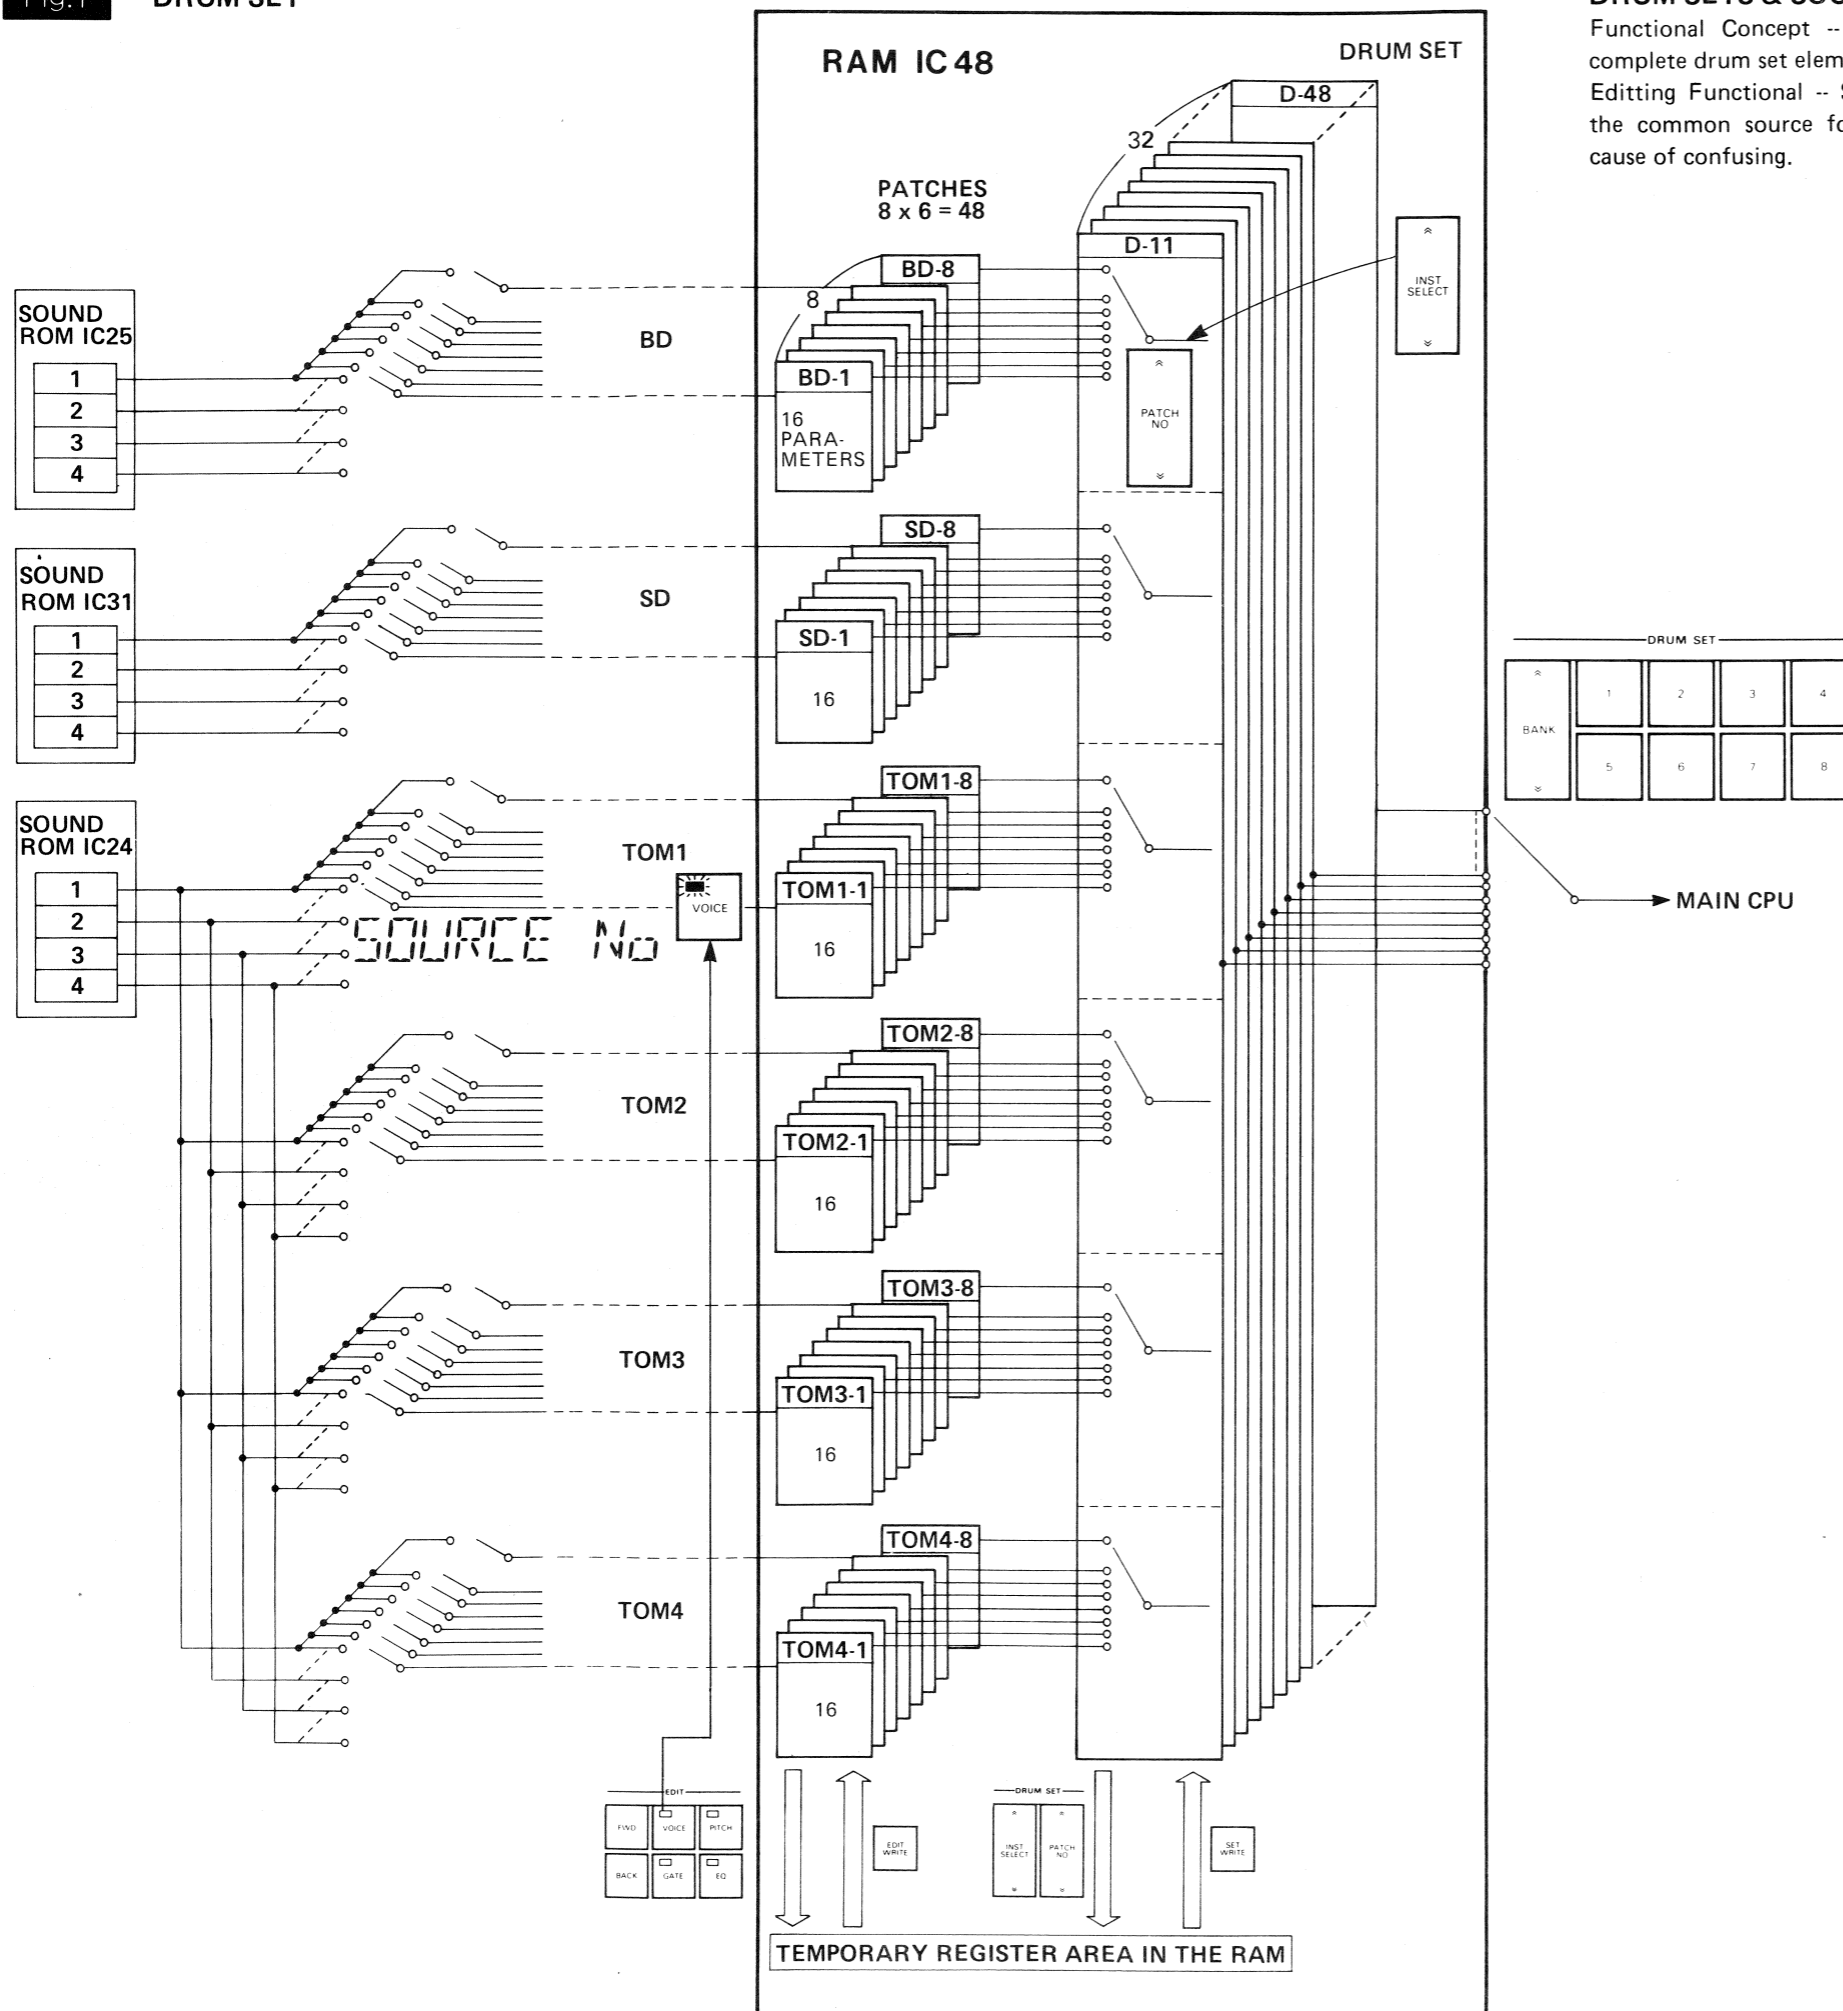 Fig.1
DRUM SET
Functional Concept --
complete drum set elem
Editting Functional --
the common source fo
cause of confusing.
RAM IC48
DRUM SET
D-48
32
PATCHES
8 x 6 = 48
D-11
INST
SELECT
PATCH
NO
SOUND
ROM IC25
1
2
3
4
BD
8
BD-8
BD-1
16
PARA-
METERS
SOUND
ROM IC31
1
2
3
4
SD
SD-8
SD-1
16
DRUM SET
BANK
1
2
3
4
5
6
7
8
SOUND
ROM IC24
1
2
3
4
TOM1
VOICE
SOURCE No
TOM1-8
TOM1-1
16
MAIN CPU
TOM2
TOM2-8
TOM2-1
16
TOM3
TOM3-8
TOM3-1
16
TOM4
TOM4-8
TOM4-1
16
EDIT
FWD
VOICE
PITCH
BACK
GATE
EQ
EDIT
WRITE
DRUM SET
INST
SELECT
PATCH
NO
SET
WRITE
TEMPORARY REGISTER AREA IN THE RAM